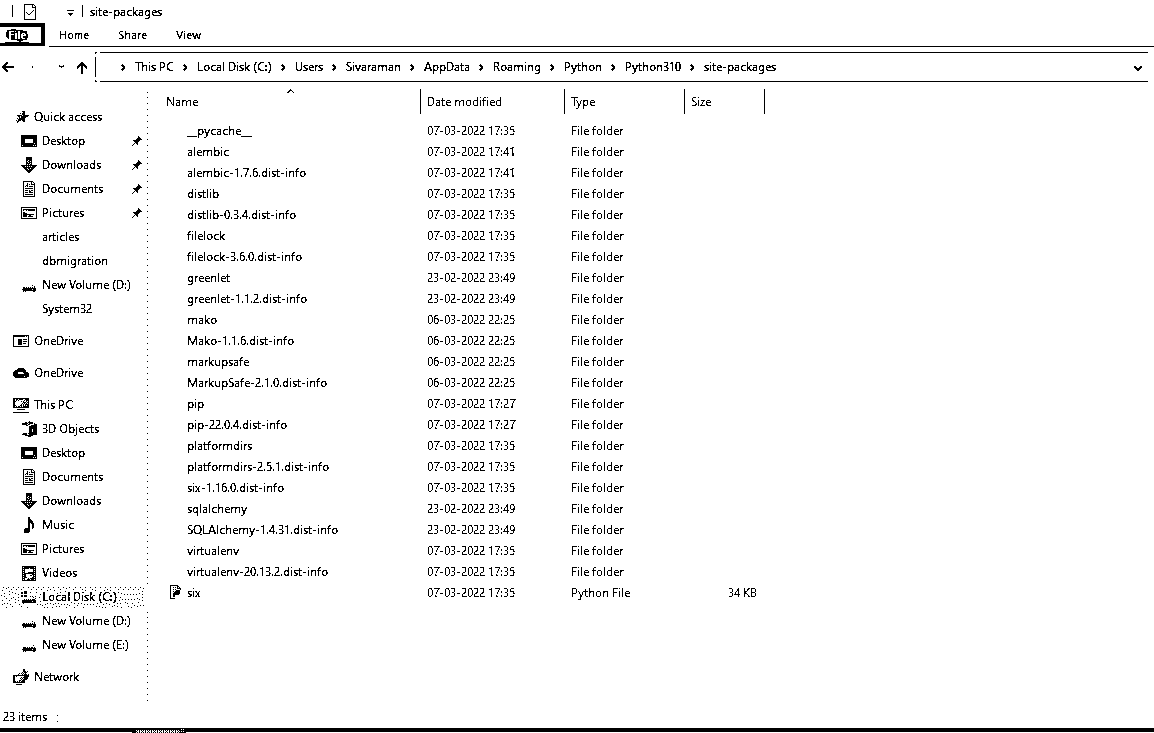 site-packages
File Home Share View
This PC Local Disk (C:) Users Sivaraman AppData Roaming Python Python310 site-packages
Name Date modified Type Size
Quick access
Desktop
Downloads
Documents
Pictures
articles
dbmigration
New Volume (D:)
System32
OneDrive
OneDrive
This PC
3D Objects
Desktop
Documents
Downloads
Music
Pictures
Videos
Local Disk (C:)
New Volume (D:)
New Volume (E:)
Network
__pycache__ 07-03-2022 17:35 File folder
alembic 07-03-2022 17:41 File folder
alembic-1.7.6.dist-info 07-03-2022 17:41 File folder
distlib 07-03-2022 17:35 File folder
distlib-0.3.4.dist-info 07-03-2022 17:35 File folder
filelock 07-03-2022 17:35 File folder
filelock-3.6.0.dist-info 07-03-2022 17:35 File folder
greenlet 23-02-2022 23:49 File folder
greenlet-1.1.2.dist-info 23-02-2022 23:49 File folder
mako 06-03-2022 22:25 File folder
Mako-1.1.6.dist-info 06-03-2022 22:25 File folder
markupsafe 06-03-2022 22:25 File folder
MarkupSafe-2.1.0.dist-info 06-03-2022 22:25 File folder
pip 07-03-2022 17:27 File folder
pip-22.0.4.dist-info 07-03-2022 17:27 File folder
platformdirs 07-03-2022 17:35 File folder
platformdirs-2.5.1.dist-info 07-03-2022 17:35 File folder
six-1.16.0.dist-info 07-03-2022 17:35 File folder
sqlalchemy 23-02-2022 23:49 File folder
SQLAlchemy-1.4.31.dist-info 23-02-2022 23:49 File folder
virtualenv 07-03-2022 17:35 File folder
virtualenv-20.13.2.dist-info 07-03-2022 17:35 File folder
six 07-03-2022 17:35 Python File 34 KB
23 items